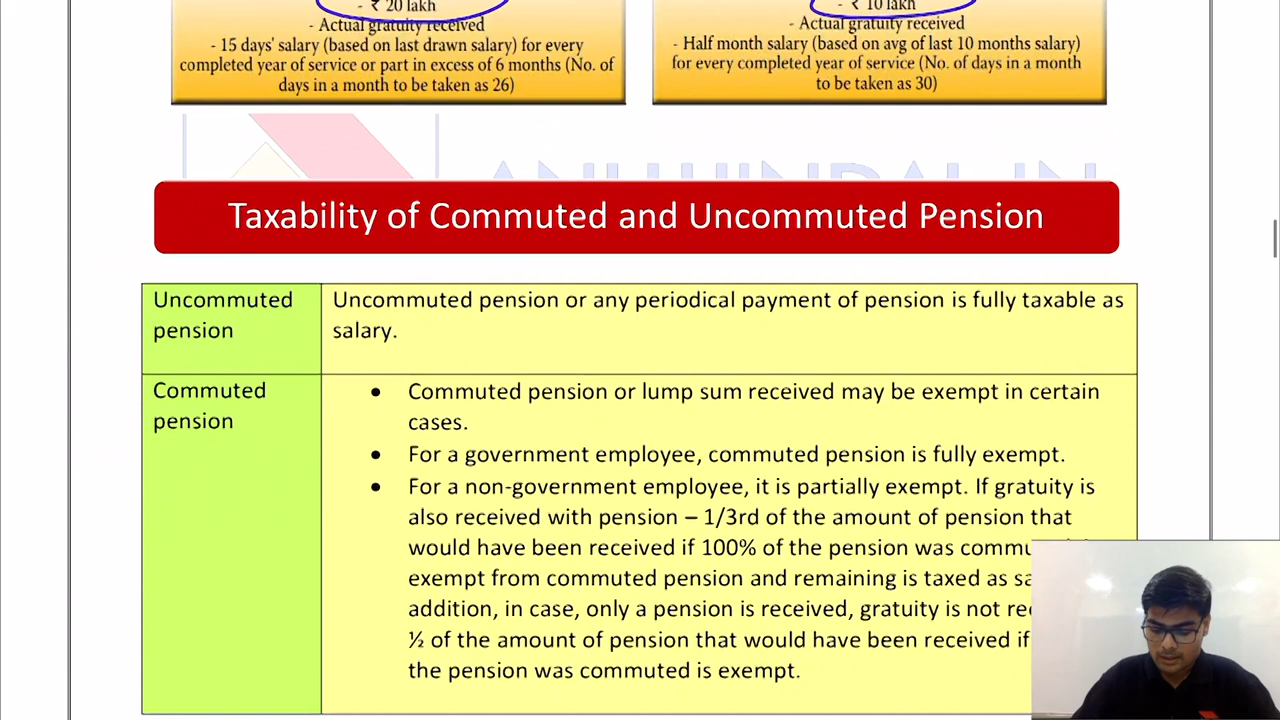 - ₹ 20 lakh
- Actual gratuity received
- 15 days' salary (based on last drawn salary) for every
completed year of service or part in excess of 6 months (No. of
days in a month to be taken as 26)
- ₹ 10 lakh
- Actual gratuity received
- Half month salary (based on avg of last 10 months salary)
for every completed year of service (No. of days in a month
to be taken as 30)
Taxability of Commuted and Uncommuted Pension
Uncommuted
pension
Uncommuted pension or any periodical payment of pension is fully taxable as
salary.
Commuted
pension
• Commuted pension or lump sum received may be exempt in certain
cases.
• For a government employee, commuted pension is fully exempt.
• For a non-government employee, it is partially exempt. If gratuity is
also received with pension – 1/3rd of the amount of pension that
would have been received if 100% of the pension was
exempt from commuted pension and remaining is taxed as
addition, in case, only a pension is received, gratuity is not
½ of the amount of pension that would have been received if
the pension was commuted is exempt.